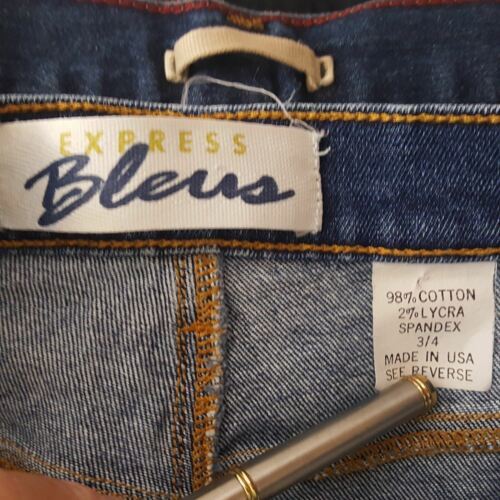 EXPRESS
Bleus
98% COTTON
2% LYCRA
SPANDEX
3/4
MADE IN USA
SEE REVERSE